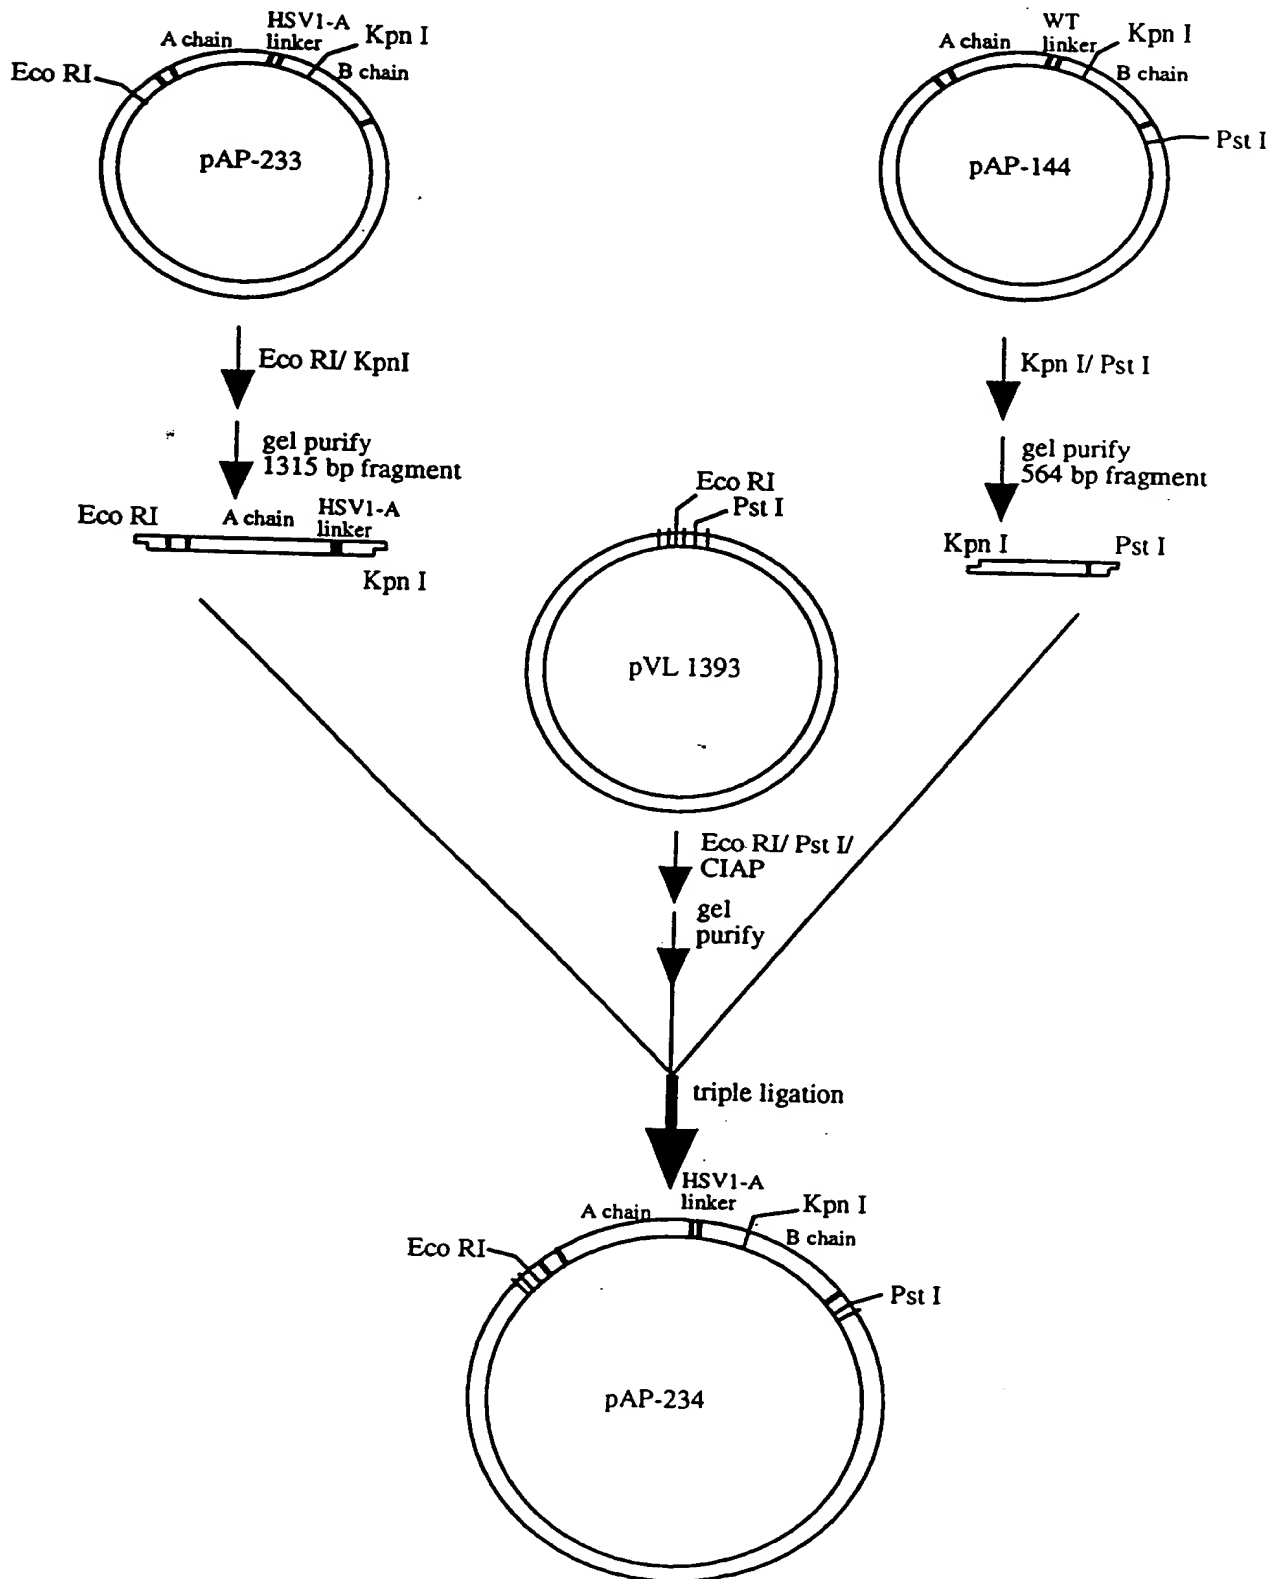 HSV1-A
A chain
linker
Kpn I
Eco RI
B chain
pAP-233
WT
A chain
linker
Kpn I
B chain
Pst I
pAP-144
Eco RI/ KpnI
gel purify
1315 bp fragment
Eco RI
A chain
HSV1-A
linker
Kpn I
Kpn I/ Pst I
gel purify
564 bp fragment
Kpn I
Pst I
Eco RI
Pst I
pVL 1393
Eco RI/ Pst I/
CIAP
gel
purify
triple ligation
HSV1-A
linker
A chain
Kpn I
B chain
Eco RI
Pst I
pAP-234